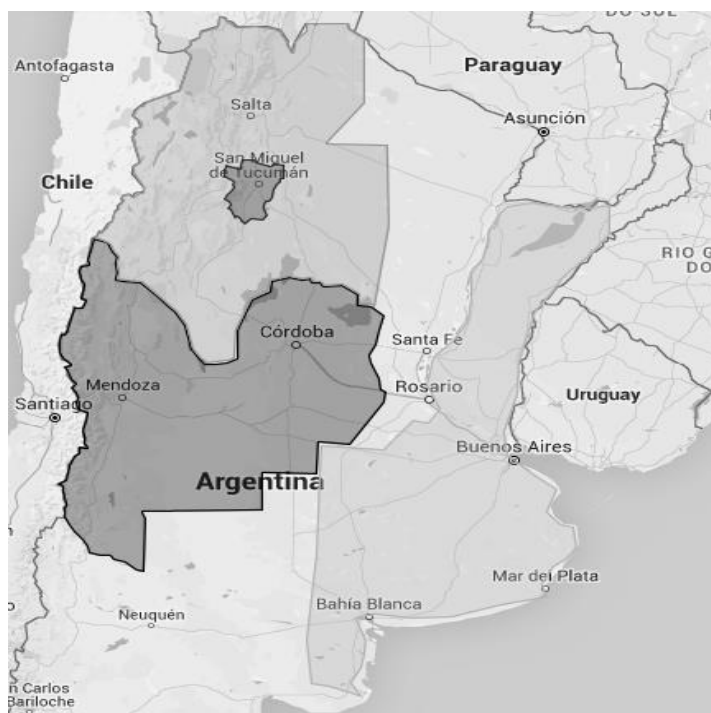 DO SUL
Antofagasta
Paraguay
Salta
Asunción
San Miguel
de Tucumán
Chile
RIO G
DO
Córdoba
Santa Fe
Mendoza
Rosario
Uruguay
Santiago
Buenos Aires
Argentina
Mar del Plata
Bahía Blanca
Neuquén
n Carlos
Bariloche